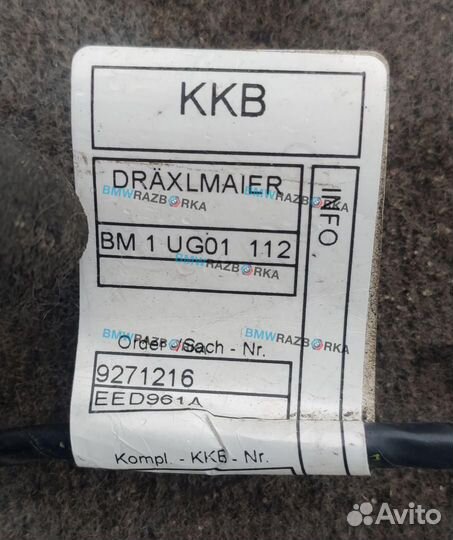 KKB
DRÄXLMAIER
BMWRAZBORKA
INFO
BMWRAZBORKA
BM 1 UG01 112
BMWRAZBORKA
BMWRAZBORKA
BMWRAZBORKA
Order-/Sach - Nr.
9271216
EED961A
Kompl. - KKB - Nr.
Avito